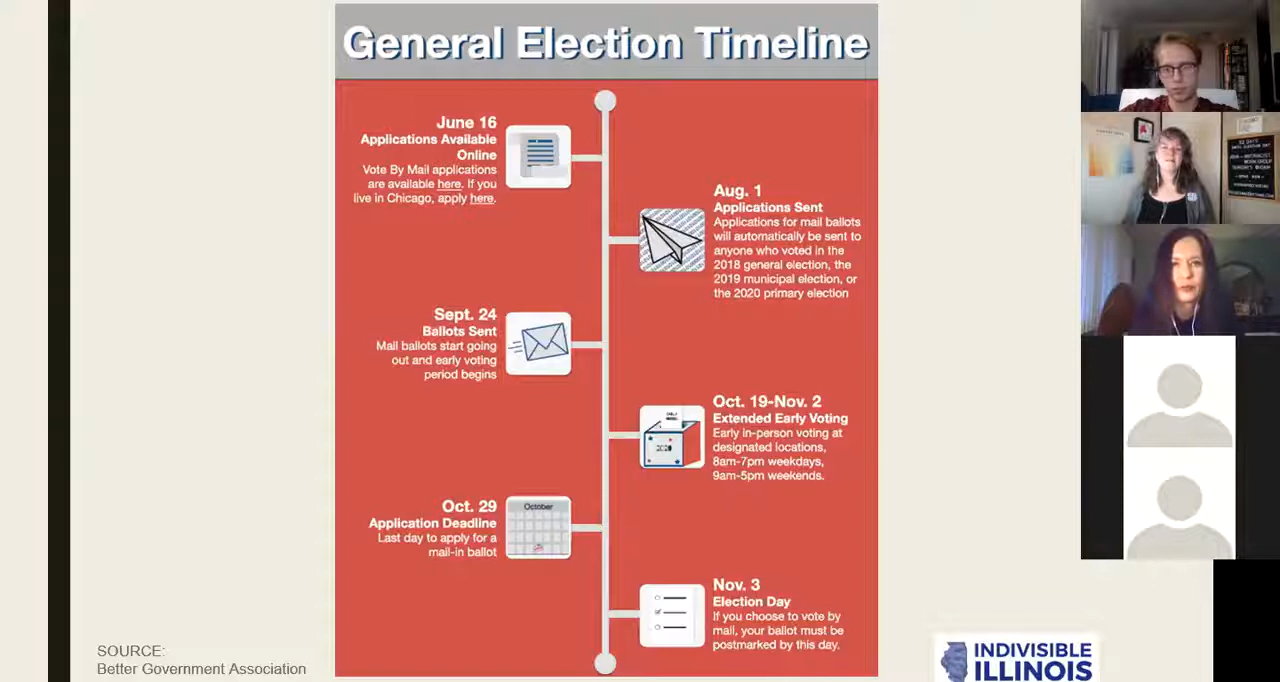 General Election Timeline
June 16
Applications Available
Online
Vote By Mail applications
are available here. If you
live in Chicago, apply here.
Aug. 1
Applications Sent
Applications for mail ballots
will automatically be sent to
anyone who voted in the
2018 general election, the
2019 municipal election, or
the 2020 primary election
Sept. 24
Ballots Sent
Mail ballots start going
out and early voting
period begins
Oct. 19-Nov. 2
Extended Early Voting
Early in-person voting at
designated locations,
8am-7pm weekdays,
9am-5pm weekends.
2020
Oct. 29
Application Deadline
Last day to apply for a
mail-in ballot
October
Nov. 3
Election Day
If you choose to vote by
mail, your ballot must be
postmarked by this day.
SOURCE:
Better Government Association
INDIVISIBLE
ILLINOIS